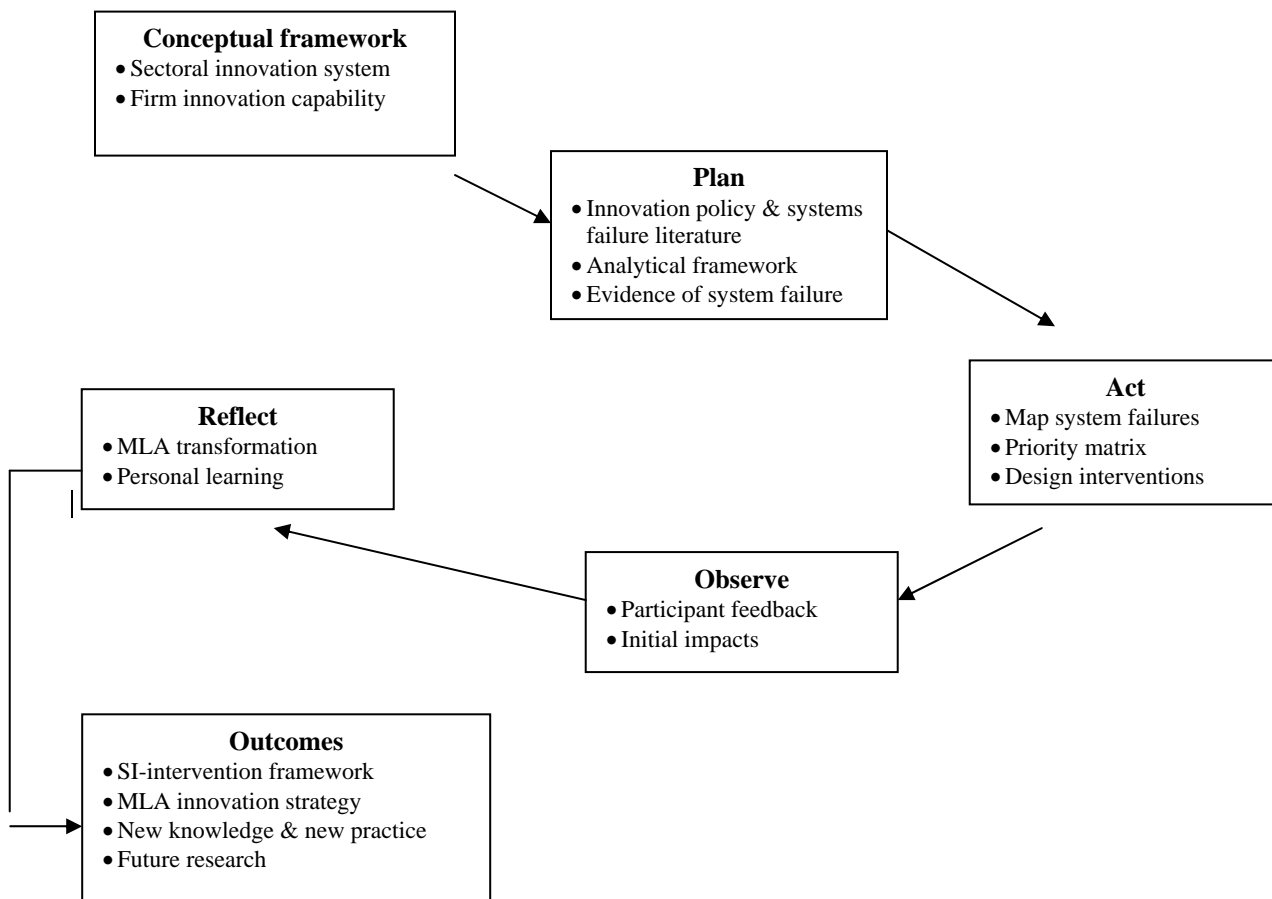 Conceptual framework
• Sectoral innovation system
• Firm innovation capability
Plan
• Innovation policy & systems
failure literature
• Analytical framework
• Evidence of system failure
Act
• Map system failures
• Priority matrix
• Design interventions
Reflect
• MLA transformation
• Personal learning
Observe
• Participant feedback
• Initial impacts
Outcomes
• SI-intervention framework
• MLA innovation strategy
• New knowledge & new practice
• Future research